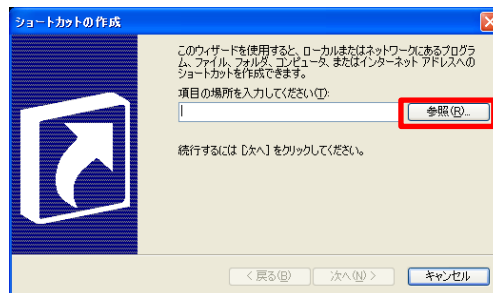 ショートカットの作成
このウィザードを使用すると、ローカルまたはネットワークにあるプログラ
ム、ファイル、フォルダ、コンピュータ、またはインターネット アドレスへの
ショートカットを作成できます。
項目の場所を入力してください(T):
参照(R)...
続行するには [次へ] をクリックしてください。
< 戻る(B)
次へ(N) >
キャンセル